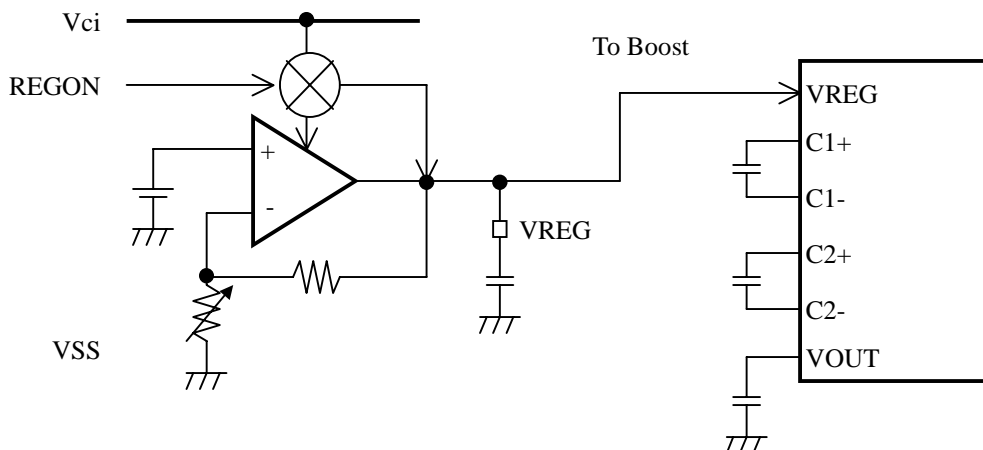 Vci
To Boost
REGON
VREG
+
C1+
-
C1-
VREG
C2+
C2-
VSS
VOUT